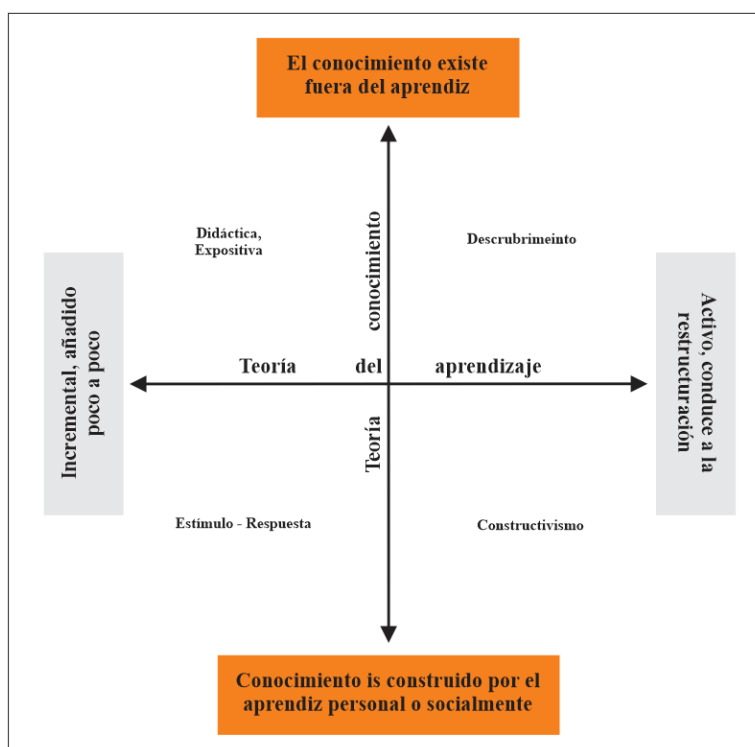 El conocimiento existe
fuera del aprendiz
Didáctica,
Expositiva
conocimiento
Descrubrimeinto
Incremental, añadido
poco a poco
Teoría del aprendizaje
Activo, conduce a la
restructuración
Teoría
Estímulo - Respuesta
Constructivismo
Conocimiento is construido por el
aprendiz personal o socialmente